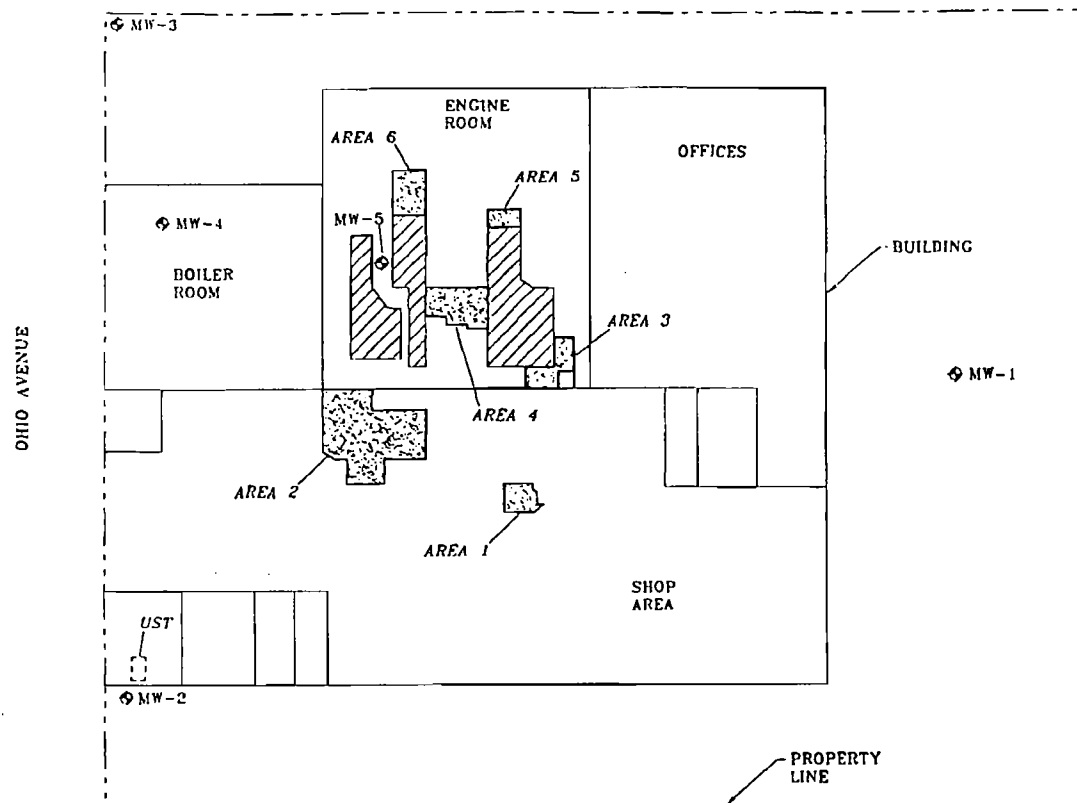 MW-3
ENGINE
ROOM
AREA 6
OFFICES
AREA 5
MW-4
MW-5
BUILDING
BOILER
ROOM
AREA 3
OHIO AVENUE
MW-1
AREA 4
AREA 2
AREA 1
SHOP
AREA
UST
MW-2
PROPERTY
LINE